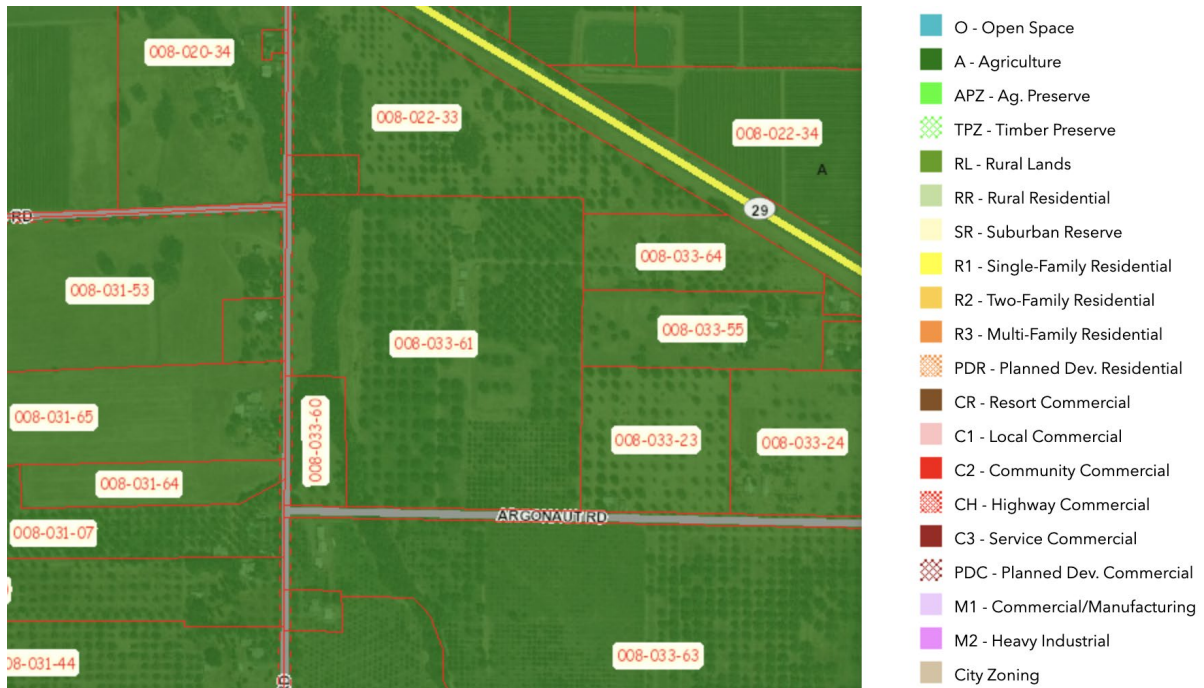 008-020-34
008-022-33
008-022-34
A
29
RD
008-033-64
008-031-53
008-033-55
008-033-61
008-031-65
008-033-60
008-033-23
008-033-24
008-031-64
ARGONAUT RD
008-031-07
008-033-63
08-031-44
O - Open Space
A - Agriculture
APZ - Ag. Preserve
TPZ - Timber Preserve
RL - Rural Lands
RR - Rural Residential
SR - Suburban Reserve
R1 - Single-Family Residential
R2 - Two-Family Residential
R3 - Multi-Family Residential
PDR - Planned Dev. Residential
CR - Resort Commercial
C1 - Local Commercial
C2 - Community Commercial
CH - Highway Commercial
C3 - Service Commercial
PDC - Planned Dev. Commercial
M1 - Commercial/Manufacturing
M2 - Heavy Industrial
City Zoning